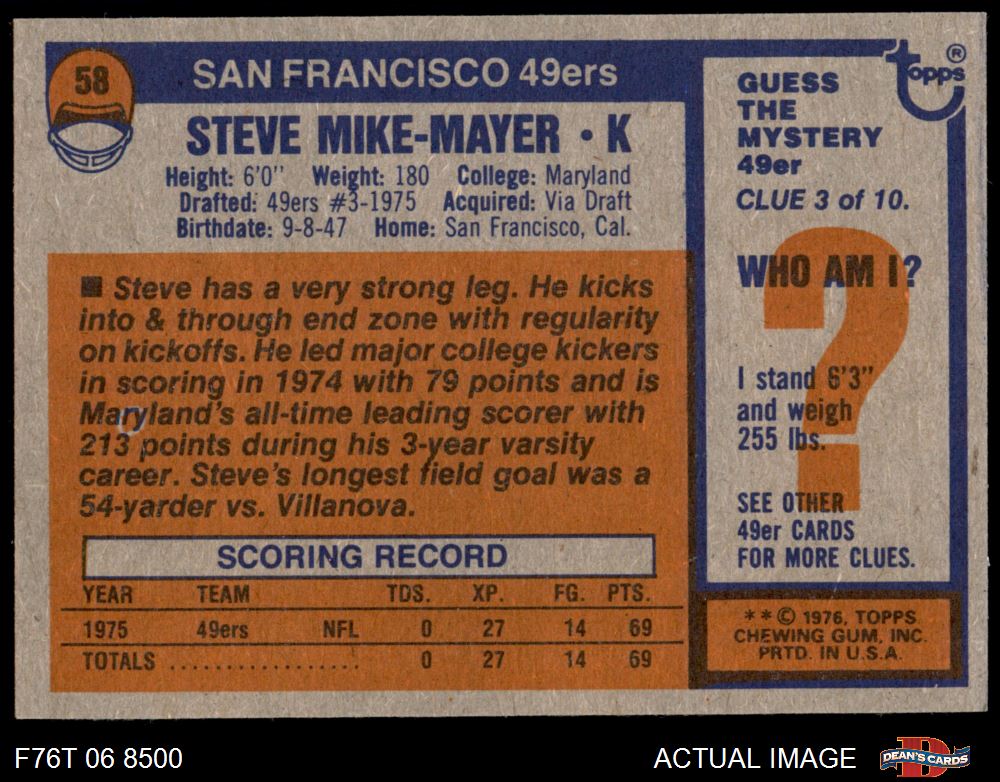 58
SAN FRANCISCO 49ers
STEVE MIKE-MAYER • K
Height: 6'0" Weight: 180 College: Maryland
Drafted: 49ers #3-1975 Acquired: Via Draft
Birthdate: 9-8-47 Home: San Francisco, Cal.
■ Steve has a very strong leg. He kicks
into & through end zone with regularity
on kickoffs. He led major college kickers
in scoring in 1974 with 79 points and is
Maryland's all-time leading scorer with
213 points during his 3-year varsity
career. Steve's longest field goal was a
54-yarder vs. Villanova.
SCORING RECORD
YEAR TEAM TDS. XP. FG. PTS.
1975 49ers NFL 0 27 14 69
TOTALS .................. 0 27 14 69
topps ®
GUESS
THE
MYSTERY
49er
CLUE 3 of 10.
WHO AM I?
?
I stand 6'3"
and weigh
255 lbs.
SEE OTHER
49er CARDS
FOR MORE CLUES.
* * © 1976, TOPPS
CHEWING GUM, INC.
PRTD. IN U.S.A.
F76T 06 8500
ACTUAL IMAGE
DEAN'S CARDS